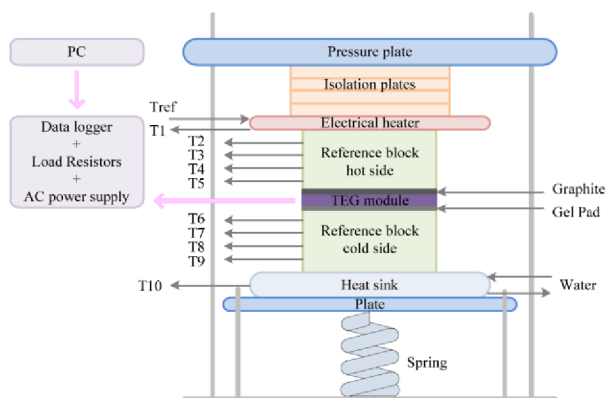 PC
Data logger
+
Load Resistors
+
AC power supply
Pressure plate
Isolation plates
Tref
T1
Electrical heater
T2
T3
T4
T5
Reference block
hot side
Graphite
TEG module
Gel Pad
T6
T7
T8
T9
Reference block
cold side
T10
Heat sink
Water
Plate
Spring